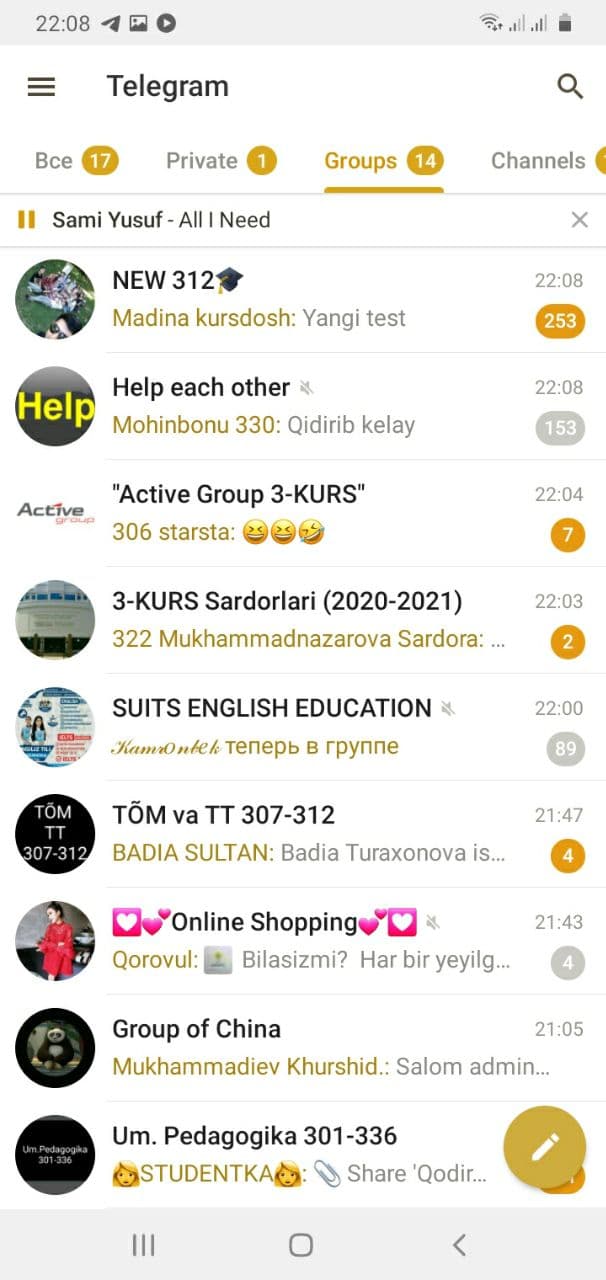 22:08
Telegram
Все 17 Private 1 Groups 14 Channels
Sami Yusuf - All I Need
NEW 312🎓 22:08
Madina kursdosh: Yangi test 253
Help
Help each other 22:08
Mohinbonu 330: Qidirib kelay 153
Active
group
"Active Group 3-KURS" 22:04
306 starsta: 😆😆🤣 7
3-KURS Sardorlari (2020-2021) 22:03
322 Mukhammadnazarova Sardora: ... 2
SUITS ENGLISH EDUCATION 22:00
𝒦𝒶𝓂𝓇𝑜𝓃𝒷𝑒𝓀 теперь в группе 89
TÕM
TT
307-312
TÕM va TT 307-312 21:47
BADIA SULTAN: Badia Turaxonova is... 4
💟💕Online Shopping💕💟 21:43
Qorovul: Bilasizmi? Har bir yeyilg... 4
Group of China 21:05
Mukhammadiev Khurshid.: Salom admin...
Um.Pedagogika
301-336
Um. Pedagogika 301-336
👩STUDENTKA👩: 📎 Share 'Qodir...